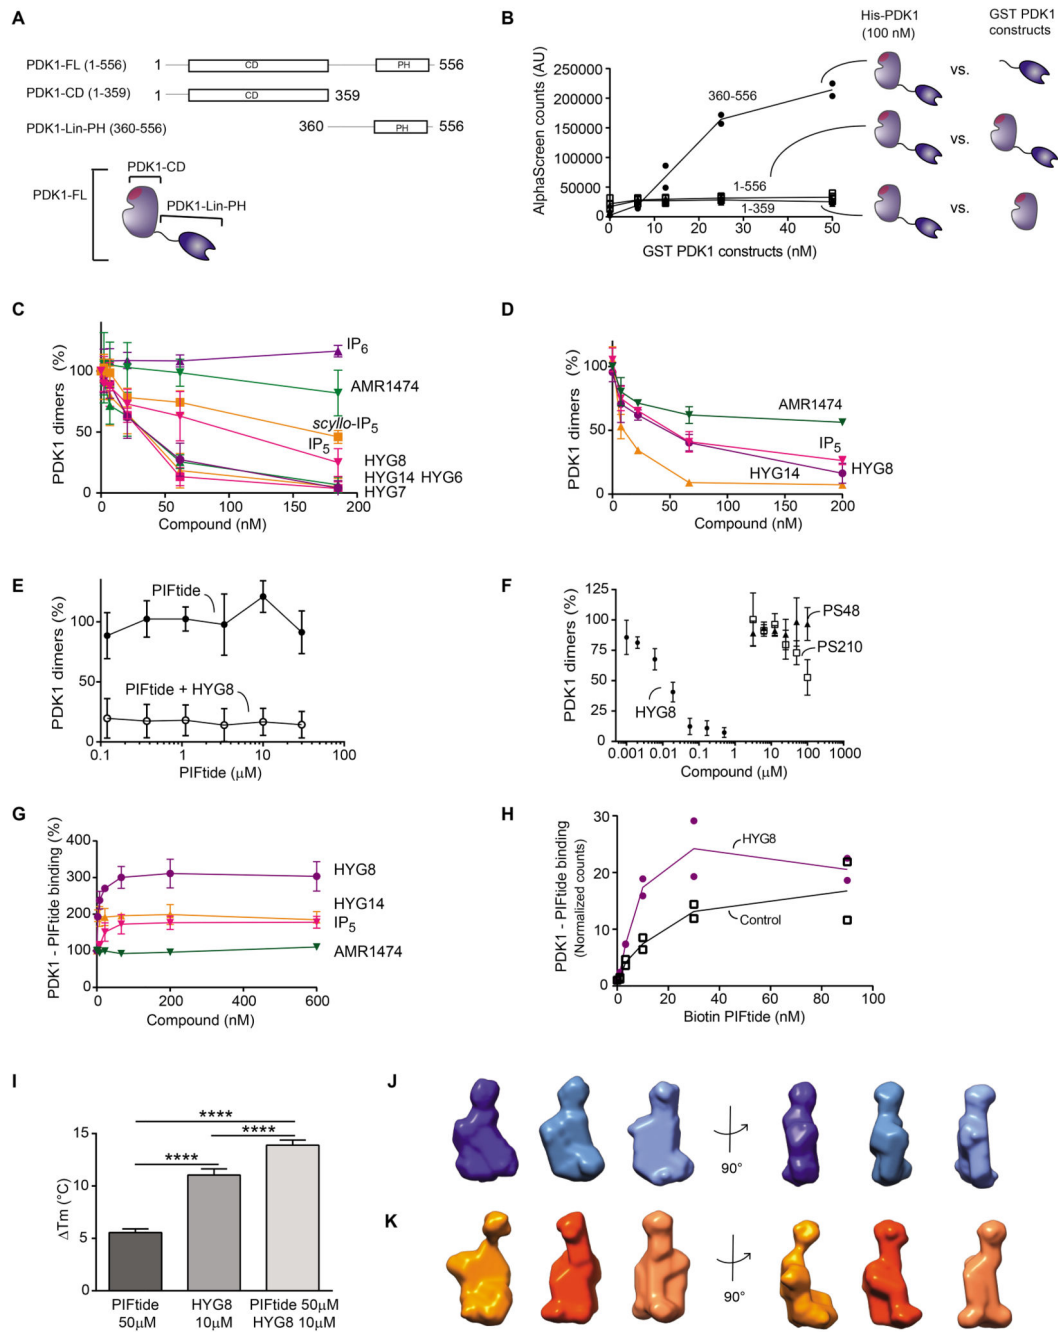 A
PDK1-FL (1-556)
1
CD
PH
556
PDK1-CD (1-359)
1
CD
359
PDK1-Lin-PH (360-556)
360
PH
556
PDK1-CD
PDK1-FL
PDK1-Lin-PH
B
His-PDK1
(100 nM)
GST PDK1
constructs
AlphaScreen counts (AU)
250000
200000
150000
100000
50000
0
360-556
1-556
1-359
0 10 20 30 40 50
GST PDK1 constructs (nM)
vs.
vs.
vs.
C
PDK1 dimers (%)
100
50
0
0 50 100 150 200
Compound (nM)
IP6
AMR1474
scyllo-IP5
IP5
HYG8
HYG14 HYG6
HYG7
D
PDK1 dimers (%)
100
50
0
0 50 100 150 200
Compound (nM)
AMR1474
IP5
HYG8
HYG14
E
PDK1 dimers (%)
100
50
0
PIFtide
PIFtide + HYG8
0.1 1 10 100
PIFtide (µM)
F
PDK1 dimers (%)
125
100
75
50
25
0
PS48
PS210
HYG8
0.001 0.01 0.1 1 10 100 1000
Compound (µM)
G
PDK1 - PIFtide binding (%)
400
300
200
100
0
HYG8
HYG14
IP5
AMR1474
0 200 400 600
Compound (nM)
H
PDK1 - PIFtide binding
(Normalized counts)
30
20
10
0
HYG8
Control
0 20 40 60 80 100
Biotin PIFtide (nM)
I
ΔTm (°C)
15
10
5
0
****
****
****
PIFtide
50µM
HYG8
10µM
PIFtide 50µM
HYG8 10µM
J
90°
K
90°